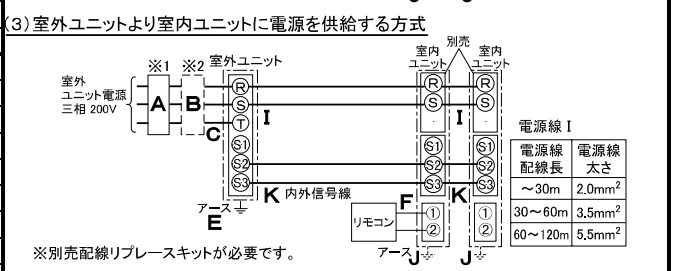 (3)室外ユニットより室内ユニットに電源を供給する方式
※1 ※2 室外ユニット
別売
室内ユニット
室内ユニット
室外
ユニット電源
三相 200V
A
B
C
R
S
T
S1
S2
S3
I
K 内外信号線
アース
E
R
S
S1
S2
S3
F
リモコン
①
②
アース
J
I
K
R
S
S1
S2
S3
①
②
J
電源線 I
電源線配線長 電源線太さ
～30m 2.0mm²
30～60m 3.5mm²
60～120m 5.5mm²
※別売配線リプレースキットが必要です。